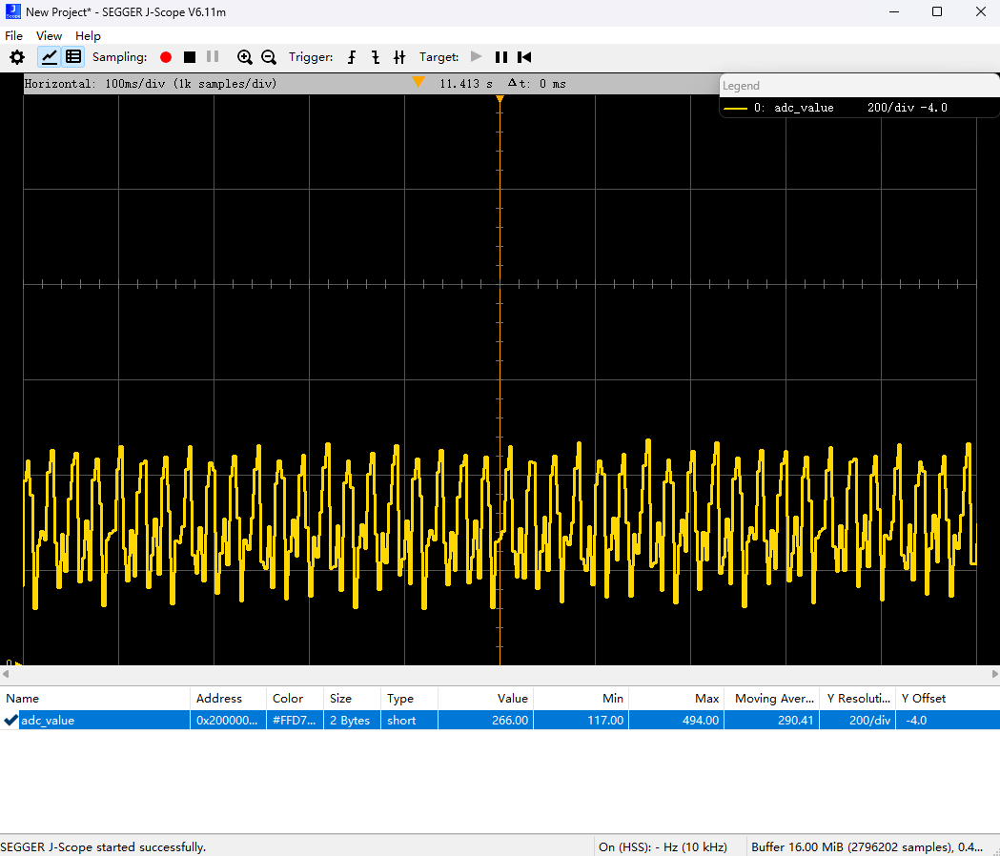 New Project* - SEGGER J-Scope V6.11m
File View Help
Sampling: Trigger: Target:
Horizontal: 100ms/div (1k samples/div) 11.413 s Δt: 0 ms
Legend
0: adc_value 200/div -4.0
0
Name Address Color Size Type Value Min Max Moving Aver... Y Resoluti... Y Offset
adc_value 0x200000... #FFD7... 2 Bytes short 266.00 117.00 494.00 290.41 200/div -4.0
SEGGER J-Scope started successfully. On (HSS): - Hz (10 kHz) Buffer 16.00 MiB (2796202 samples), 0.4...